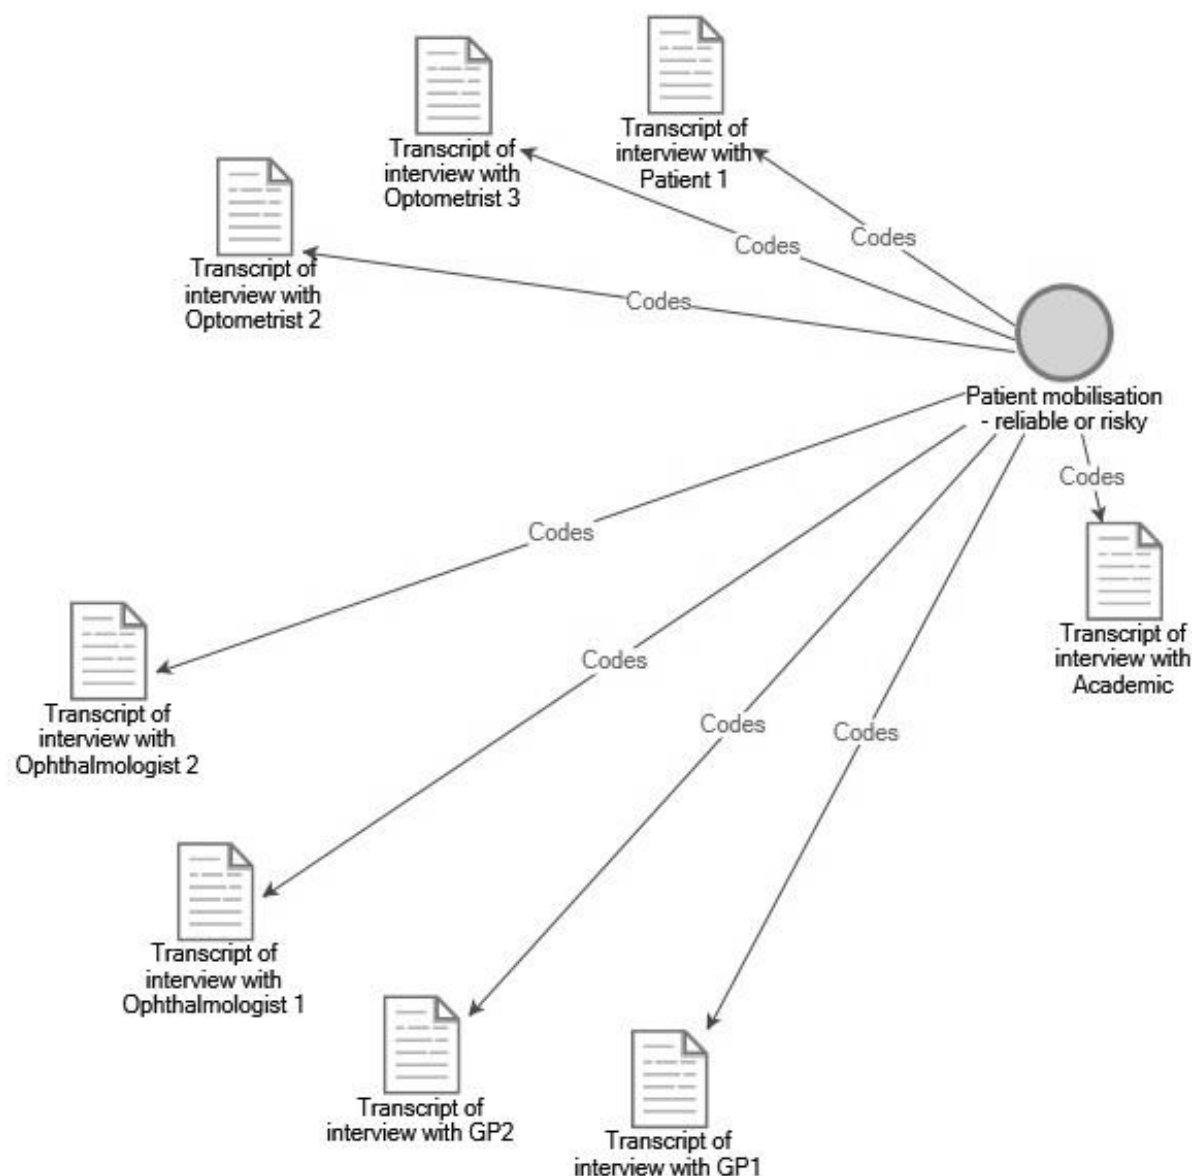 Transcript of
interview with
Patient 1
Transcript of
interview with
Optometrist 3
Transcript of
interview with
Optometrist 2
Codes
Codes
Codes
Patient mobilisation
- reliable or risky
Codes
Codes
Codes
Codes
Codes
Transcript of
interview with
Academic
Transcript of
interview with
Ophthalmologist 2
Transcript of
interview with
Ophthalmologist 1
Transcript of
interview with GP2
Transcript of
interview with GP1